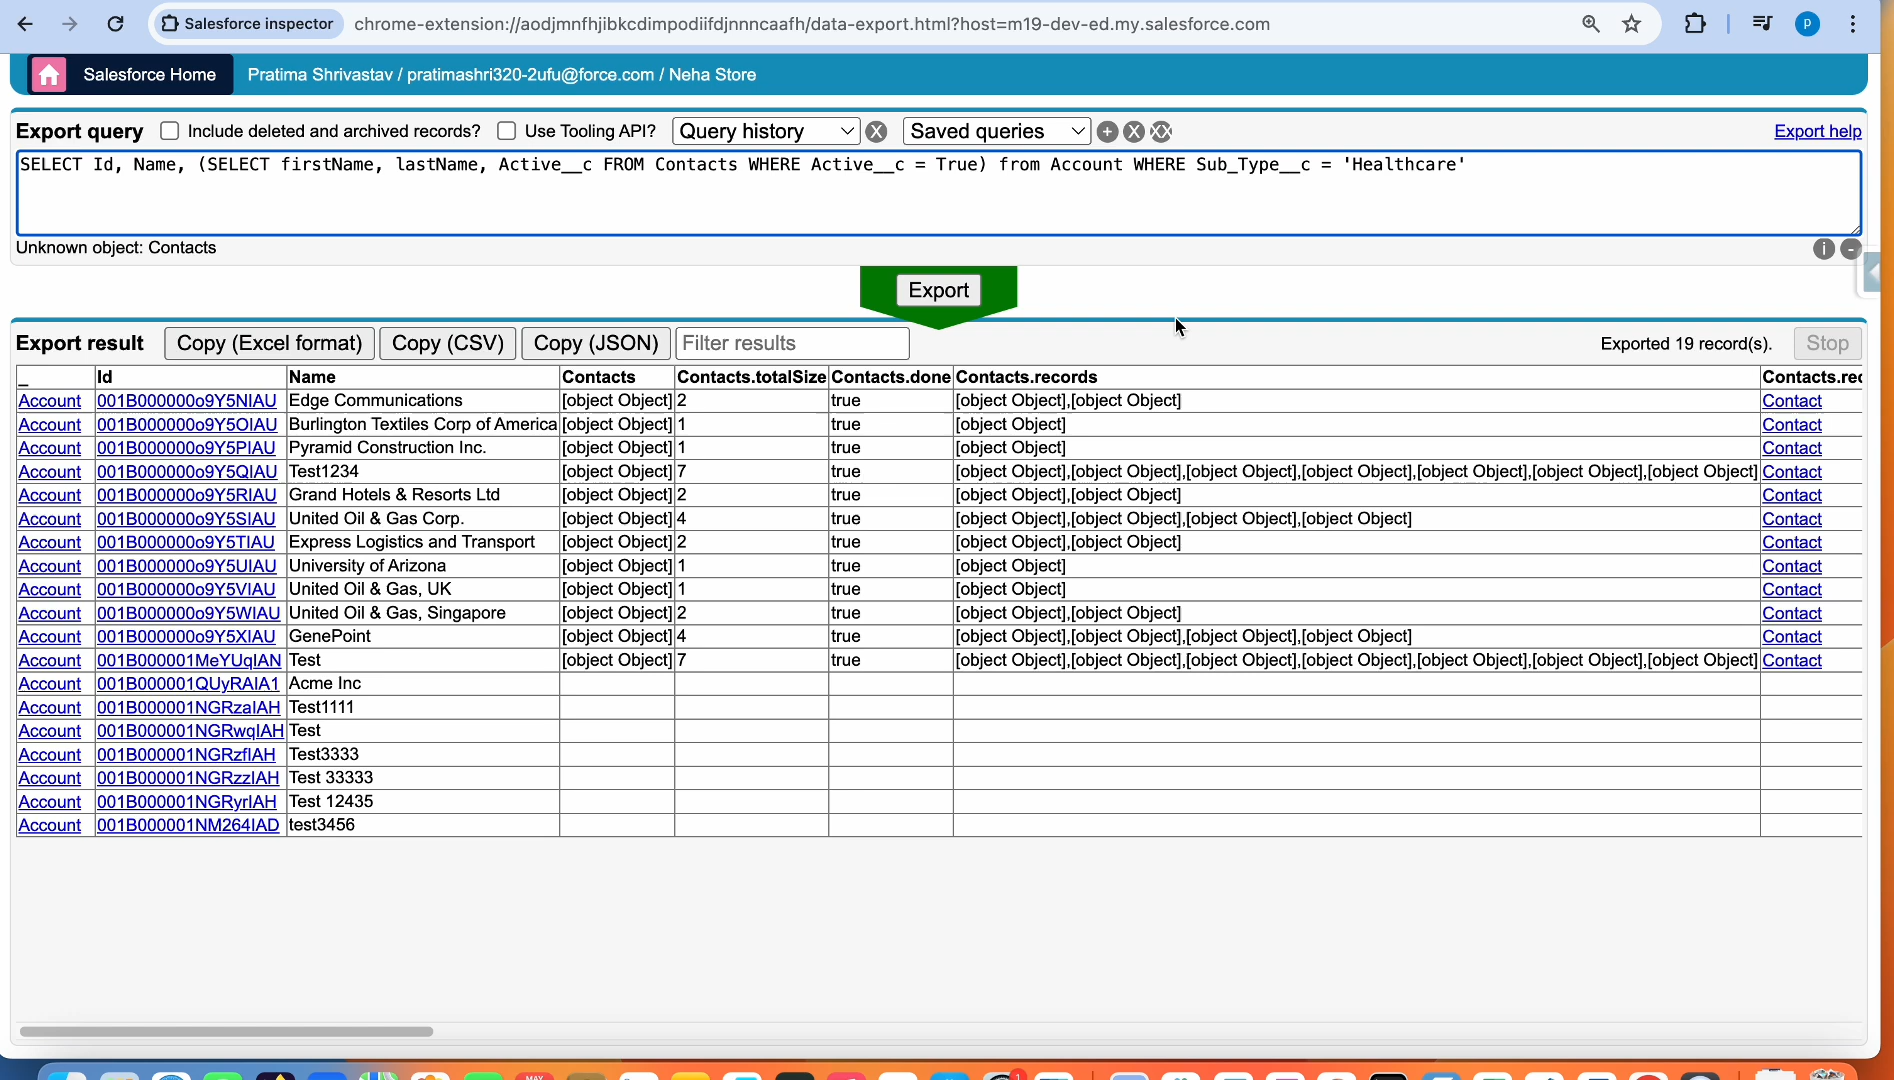 Salesforce inspector chrome-extension://aodjmnfhjibkcdimpodiifdjnnncaafh/data-export.html?host=m19-dev-ed.my.salesforce.com P
Salesforce Home Pratima Shrivastav / pratimashri320-2ufu@force.com / Neha Store
Export query Include deleted and archived records? Use Tooling API? Query history X Saved queries + X XX Export help
SELECT Id, Name, (SELECT firstName, lastName, Active__c FROM Contacts WHERE Active__c = True) from Account WHERE Sub_Type__c = 'Healthcare'
Unknown object: Contacts i -
Export
Export result Copy (Excel format) Copy (CSV) Copy (JSON) Filter results Exported 19 record(s). Stop
_ Id Name Contacts Contacts.totalSize Contacts.done Contacts.records Contacts.rec
Account 001B000000o9Y5NIAU Edge Communications [object Object] 2 true [object Object],[object Object] Contact
Account 001B000000o9Y5OIAU Burlington Textiles Corp of America [object Object] 1 true [object Object] Contact
Account 001B000000o9Y5PIAU Pyramid Construction Inc. [object Object] 1 true [object Object] Contact
Account 001B000000o9Y5QIAU Test1234 [object Object] 7 true [object Object],[object Object],[object Object],[object Object],[object Object],[object Object],[object Object] Contact
Account 001B000000o9Y5RIAU Grand Hotels & Resorts Ltd [object Object] 2 true [object Object],[object Object] Contact
Account 001B000000o9Y5SIAU United Oil & Gas Corp. [object Object] 4 true [object Object],[object Object],[object Object],[object Object] Contact
Account 001B000000o9Y5TIAU Express Logistics and Transport [object Object] 2 true [object Object],[object Object] Contact
Account 001B000000o9Y5UIAU University of Arizona [object Object] 1 true [object Object] Contact
Account 001B000000o9Y5VIAU United Oil & Gas, UK [object Object] 1 true [object Object] Contact
Account 001B000000o9Y5WIAU United Oil & Gas, Singapore [object Object] 2 true [object Object],[object Object] Contact
Account 001B000000o9Y5XIAU GenePoint [object Object] 4 true [object Object],[object Object],[object Object],[object Object] Contact
Account 001B000001MeYUqIAN Test [object Object] 7 true [object Object],[object Object],[object Object],[object Object],[object Object],[object Object],[object Object] Contact
Account 001B000001QUyRAIA1 Acme Inc
Account 001B000001NGRzaIAH Test1111
Account 001B000001NGRwqIAH Test
Account 001B000001NGRzfIAH Test3333
Account 001B000001NGRzzIAH Test 33333
Account 001B000001NGRyrIAH Test 12435
Account 001B000001NM264IAD test3456
MAY 1